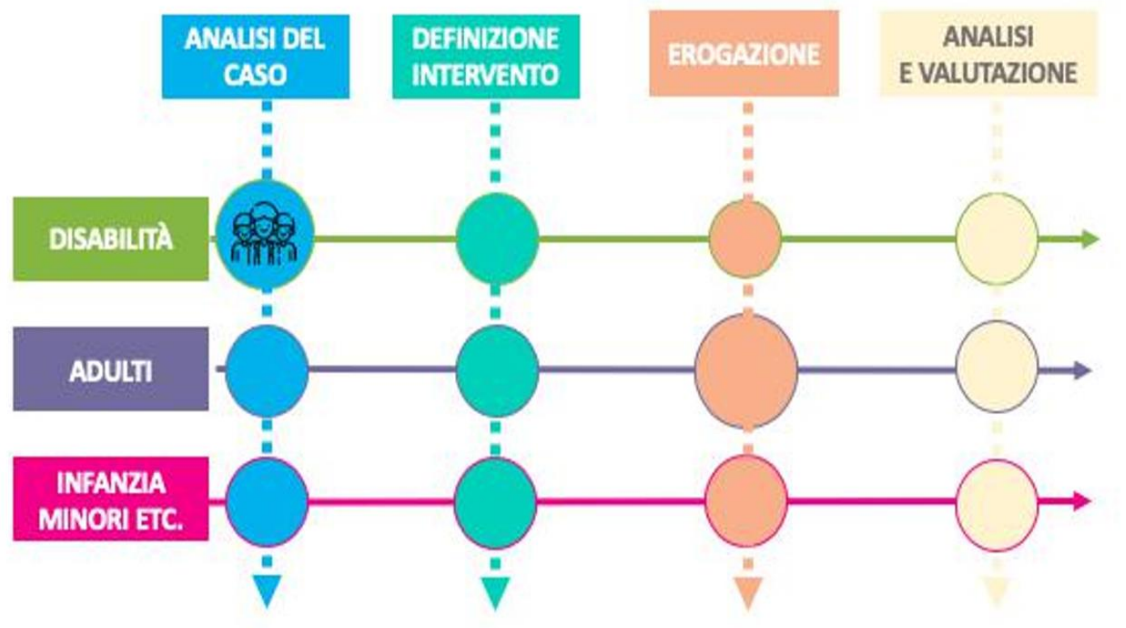 ANALISI DEL
CASO
DEFINIZIONE
INTERVENTO
EROGAZIONE
ANALISI
E VALUTAZIONE
DISABILITÀ
ADULTI
INFANZIA
MINORI ETC.